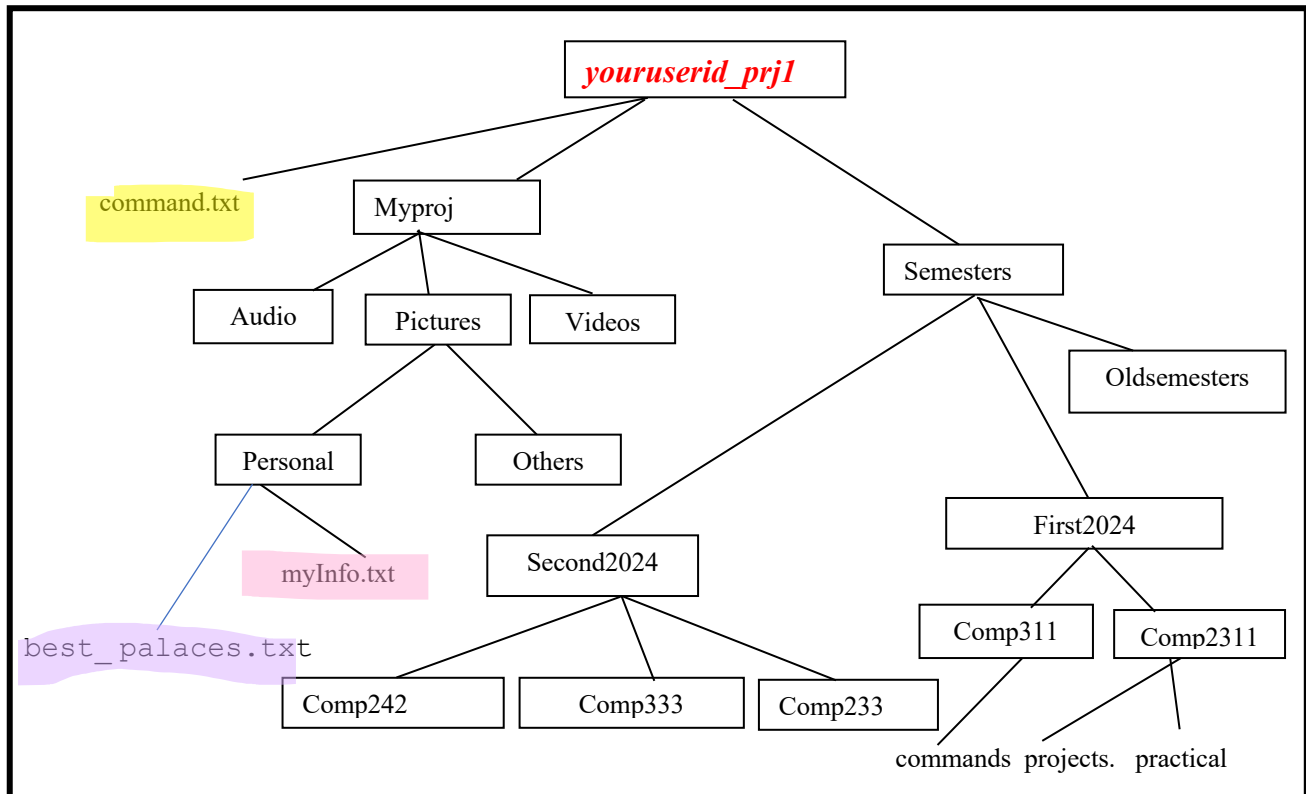 youruserid_prj1
command.txt
Myproj
Semesters
Audio
Pictures
Videos
Oldsemesters
Personal
Others
First2024
Second2024
myInfo.txt
Comp311
Comp2311
best_palaces.txt
Comp242
Comp333
Comp233
commands projects. practical